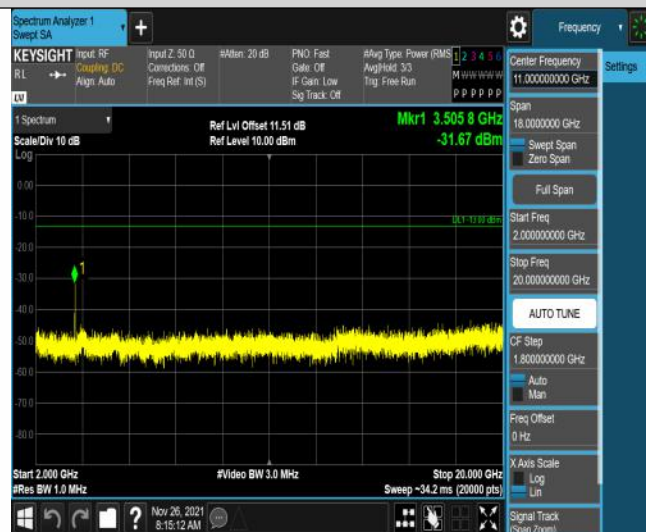 Spectrum Analyzer 1
Swept SA
Frequency
KEYSIGHT
RL
LXI
Input: RF
Coupling: DC
Align: Auto
Input Z: 50 Ω
Corrections: Off
Freq Ref: Int (S)
#Atten: 20 dB
PNO: Fast
Gate: Off
IF Gain: Low
Sig Track: Off
#Avg Type: Power (RMS
Avg|Hold: 3/3
Trig: Free Run
1 2 3 4 5 6
M W W W W W
P P P P P P
1 Spectrum
Scale/Div 10 dB
Log
Ref Lvl Offset 11.51 dB
Ref Level 10.00 dBm
Mkr1 3.505 8 GHz
-31.67 dBm
0.00
-10.0
DL1 -13.00 dBm
-20.0
1
-30.0
-40.0
-50.0
-60.0
-70.0
-80.0
Start 2.000 GHz
#Res BW 1.0 MHz
#Video BW 3.0 MHz
Stop 20.000 GHz
Sweep ~34.2 ms (20000 pts)
Nov 26, 2021
8:15:12 AM
Center Frequency
11.000000000 GHz
Settings
Span
18.0000000 GHz
Swept Span
Zero Span
Full Span
Start Freq
2.000000000 GHz
Stop Freq
20.000000000 GHz
AUTO TUNE
CF Step
1.800000000 GHz
Auto
Man
Freq Offset
0 Hz
X Axis Scale
Log
Lin
Signal Track
(Span Zoom)